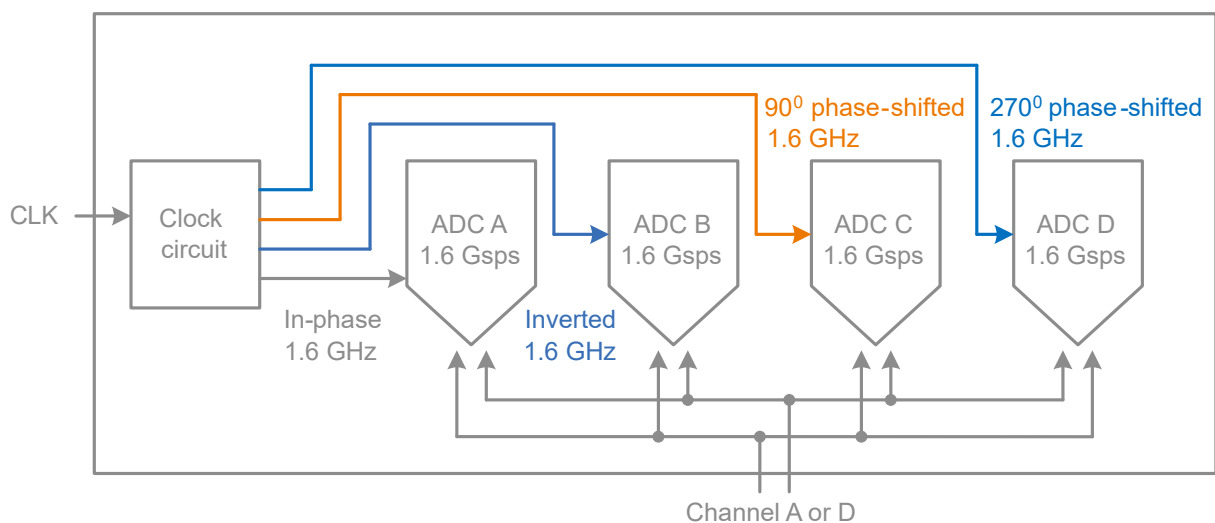 90⁰ phase-shifted
1.6 GHz
270⁰ phase-shifted
1.6 GHz
CLK
Clock
circuit
ADC A
1.6 Gsps
ADC B
1.6 Gsps
ADC C
1.6 Gsps
ADC D
1.6 Gsps
In-phase
1.6 GHz
Inverted
1.6 GHz
Channel A or D